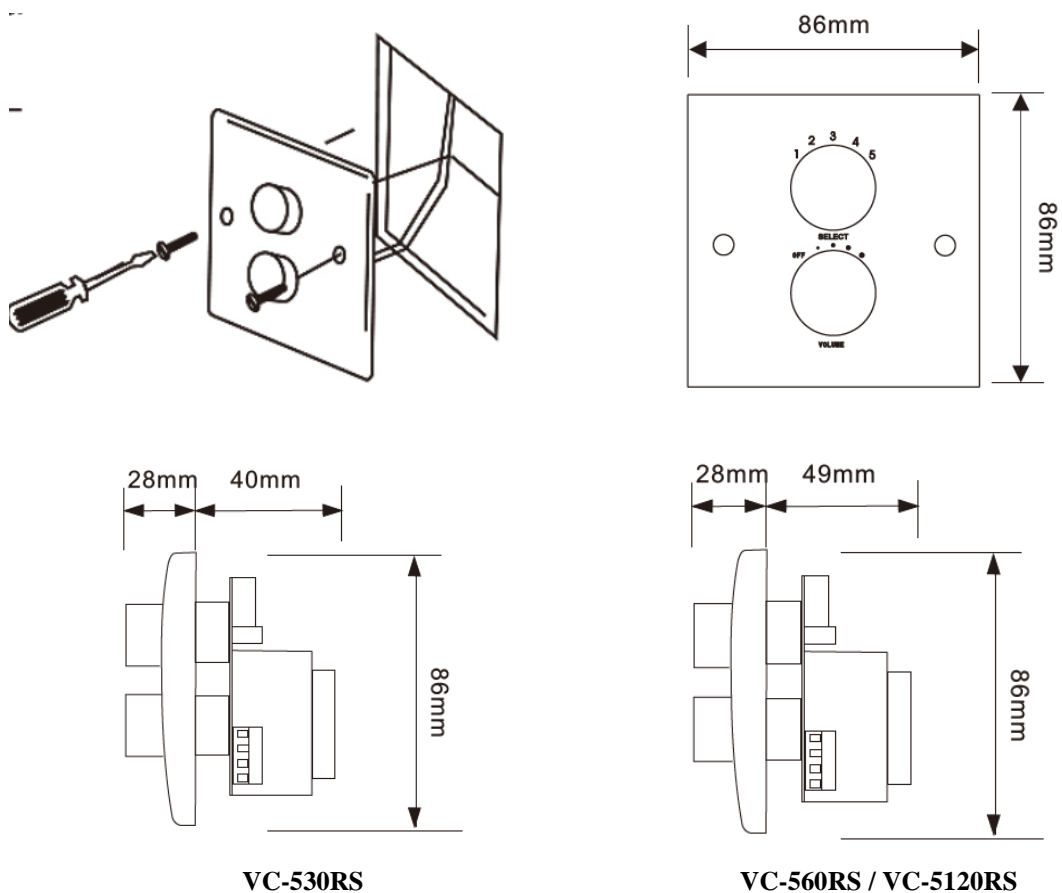 86mm
86mm
1 2 3 4 5
SELECT
OFF
VOLUME
28mm 40mm
86mm
VC-530RS
28mm 49mm
86mm
VC-560RS / VC-5120RS